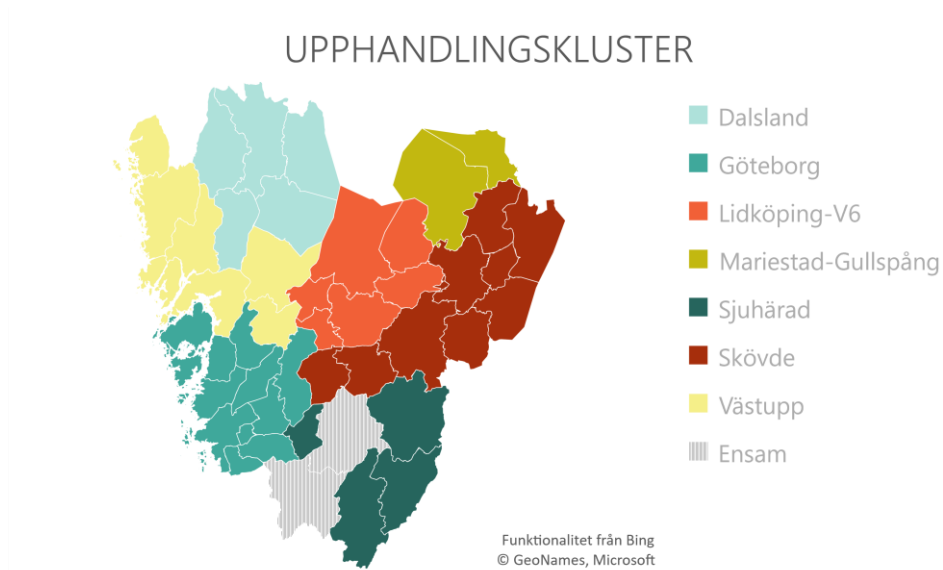 UPPHANDLINGSKLUSTER
Dalsland
Göteborg
Lidköping-V6
Mariestad-Gullspång
Sjuhärad
Skövde
Västupp
Ensam
Funktionalitet från Bing
© GeoNames, Microsoft